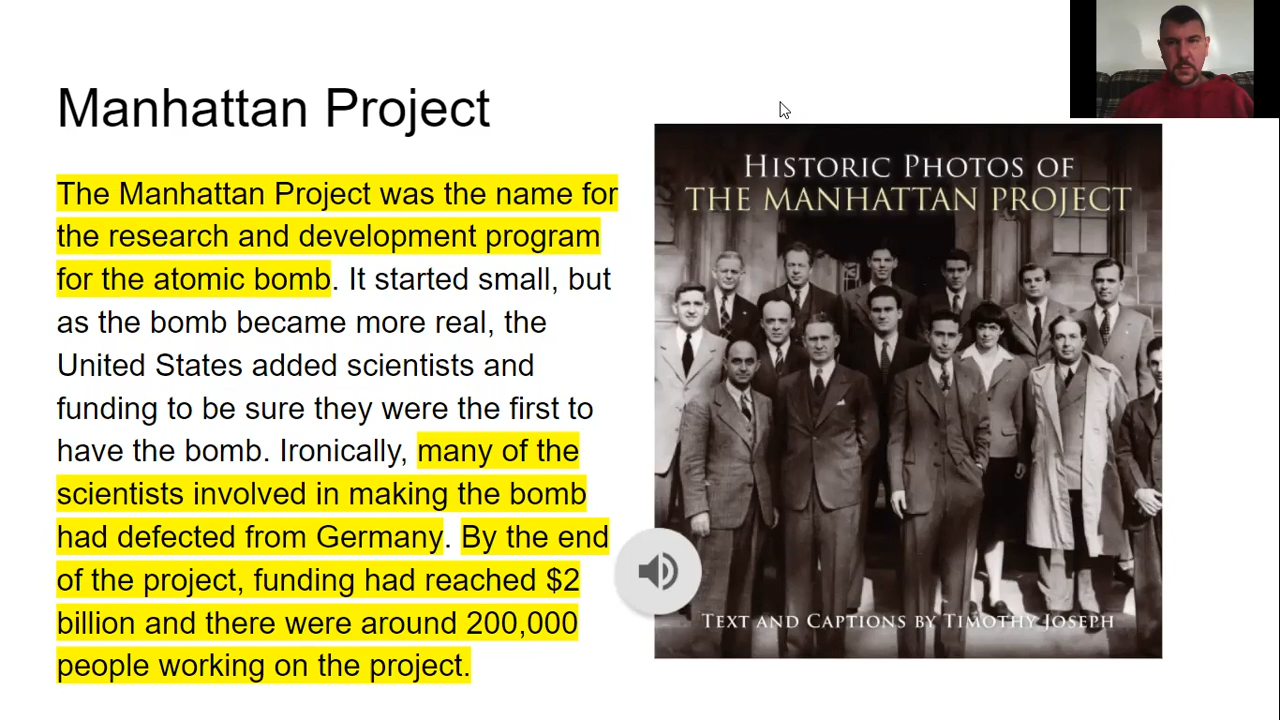 Manhattan Project
The Manhattan Project was the name for
the research and development program
for the atomic bomb. It started small, but
as the bomb became more real, the
United States added scientists and
funding to be sure they were the first to
have the bomb. Ironically, many of the
scientists involved in making the bomb
had defected from Germany. By the end
of the project, funding had reached $2
billion and there were around 200,000
people working on the project.
HISTORIC PHOTOS OF
THE MANHATTAN PROJECT
TEXT AND CAPTIONS BY TIMOTHY JOSEPH